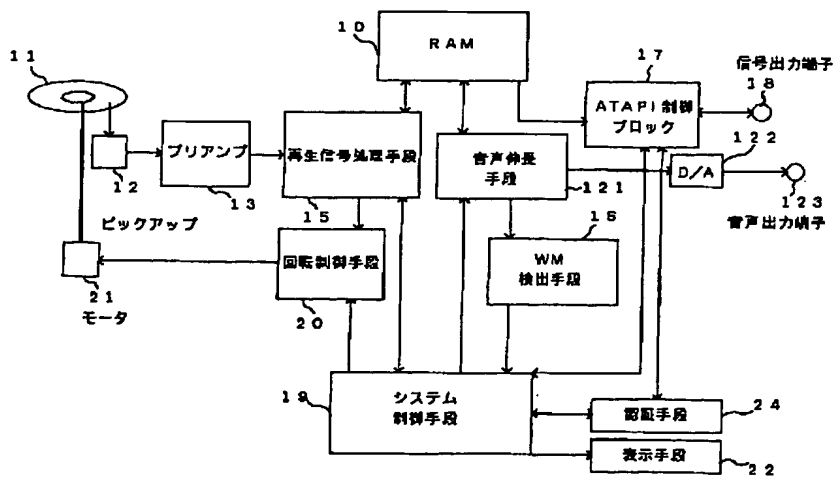 10
RAM
11
17
信号出力端子
18
ATAPI制御
ブロック
122
プリアンプ
再生信号処理手段
音声伸長
手段
D/A
12
13
15
121
123
音声出力端子
ピックアップ
16
回転制御手段
WM
検出手段
21
モータ
20
19
システム
制御手段
認証手段
24
表示手段
22